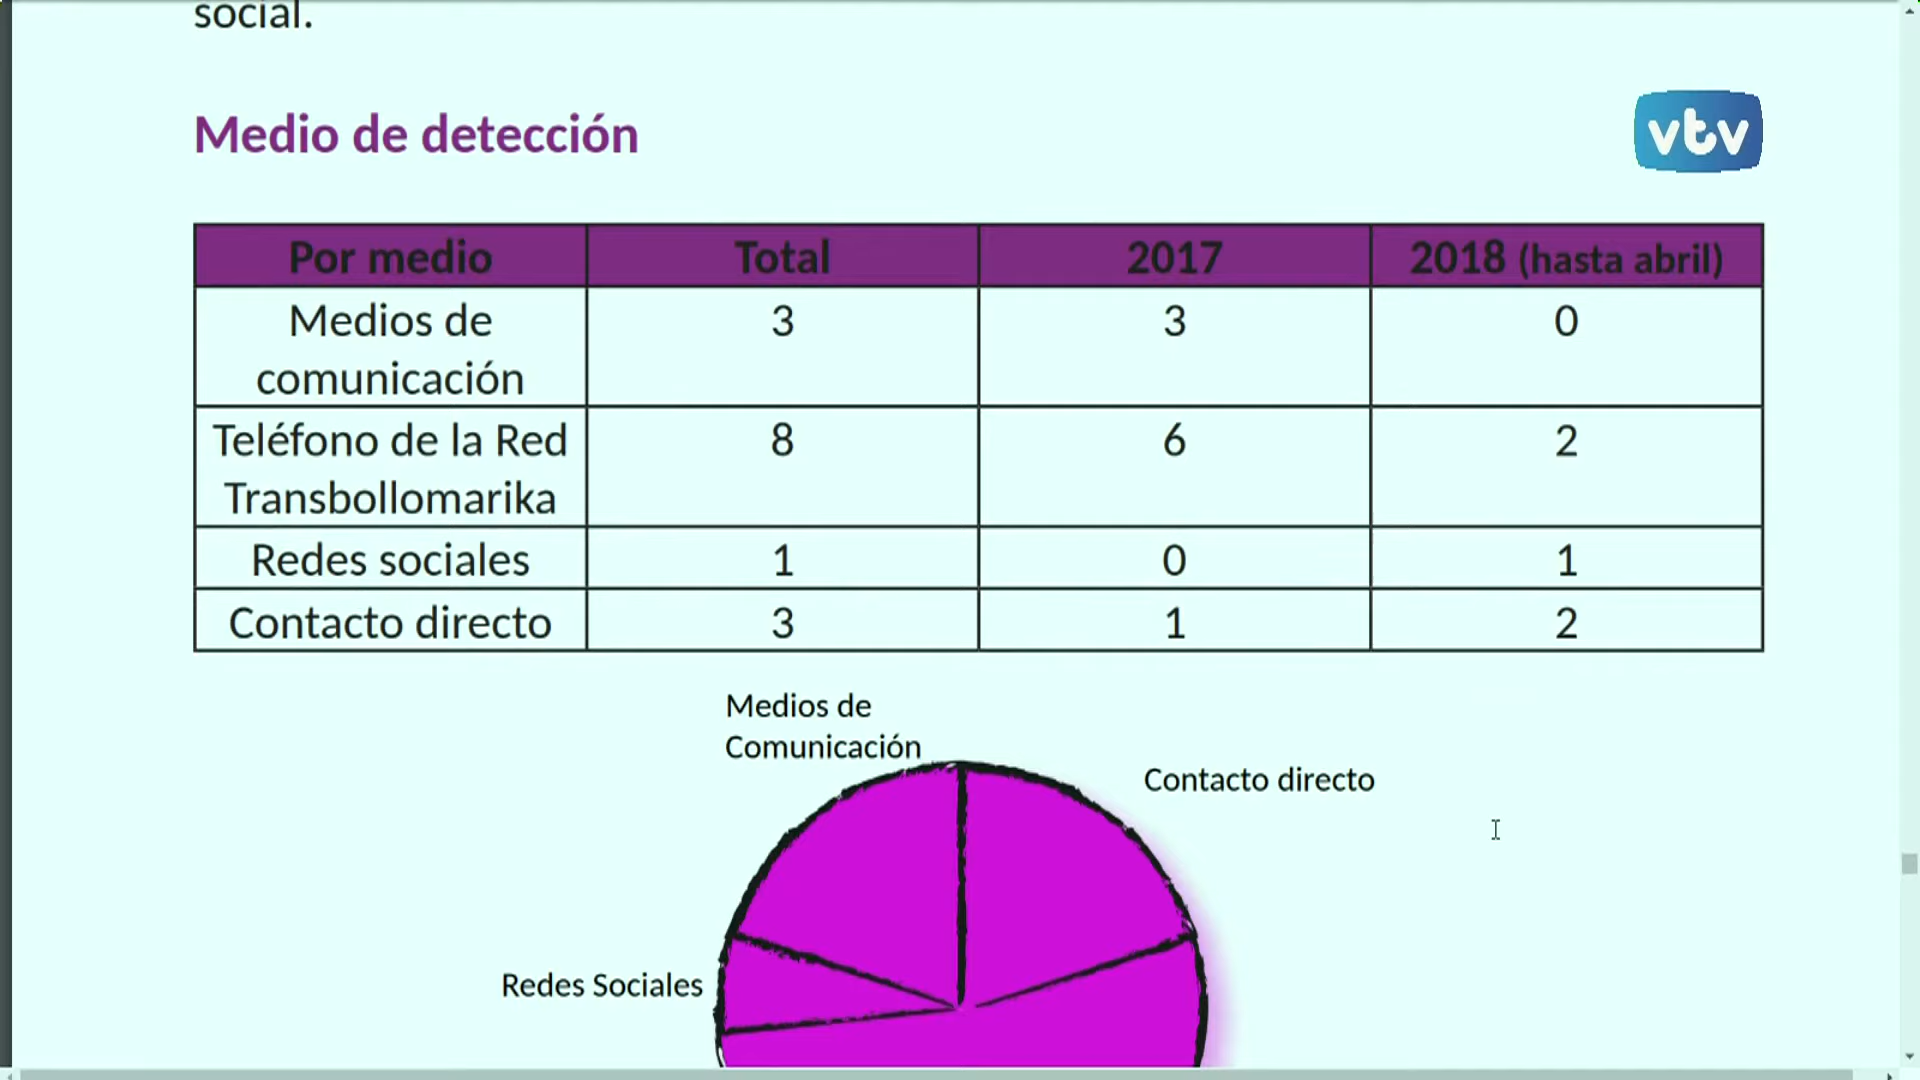 social.
Medio de detección
vtv
Por medio Total 2017 2018 (hasta abril)
Medios de 3 3 0
comunicación
Teléfono de la Red 8 6 2
Transbollomarika
Redes sociales 1 0 1
Contacto directo 3 1 2
Medios de
Comunicación
Contacto directo
Redes Sociales